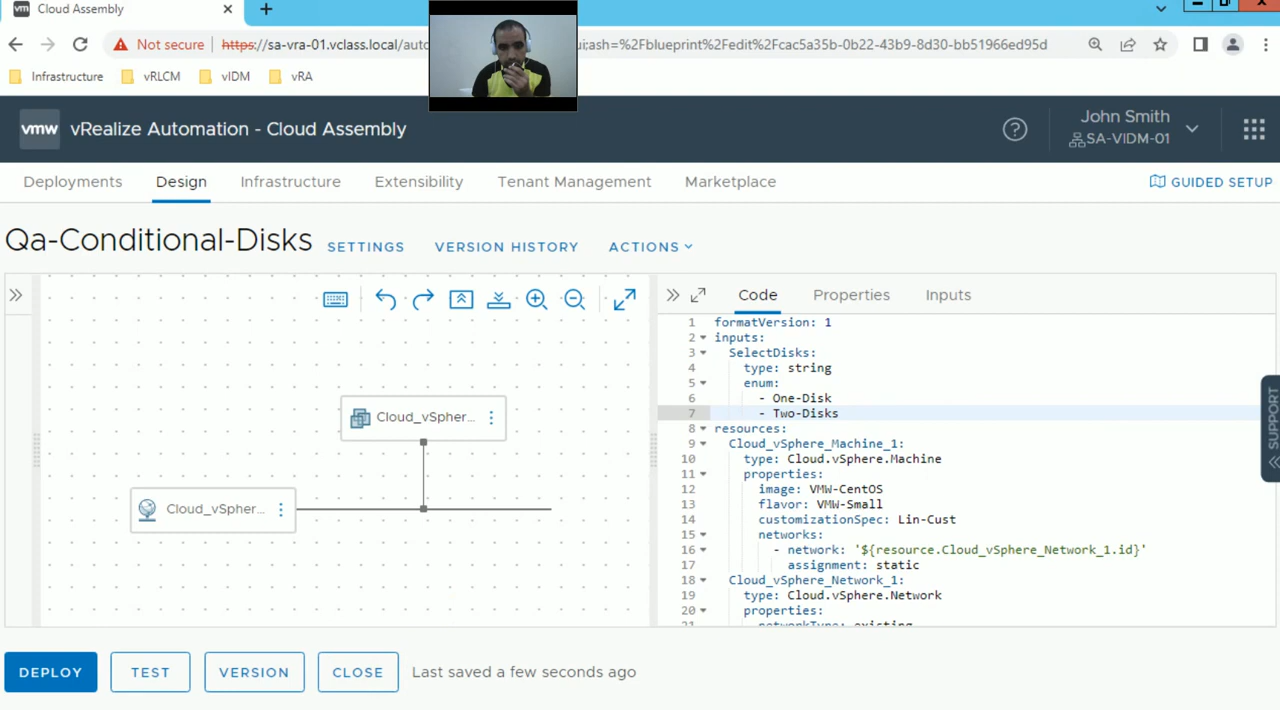 vm Cloud Assembly
Not secure https://sa-vra-01.vclass.local/auto ui;ash=%2Fblueprint%2Fedit%2Fcac5a35b-0b22-43b9-8d30-bb51966ed95d
Infrastructure vRLCM vIDM vRA
vmw vRealize Automation - Cloud Assembly
John Smith
SA-VIDM-01
Deployments Design Infrastructure Extensibility Tenant Management Marketplace GUIDED SETUP
Qa-Conditional-Disks SETTINGS VERSION HISTORY ACTIONS
Code Properties Inputs
Cloud_vSpher...
Cloud_vSpher...
1 formatVersion: 1
2 inputs:
3 SelectDisks:
4 type: string
5 enum:
6 - One-Disk
7 - Two-Disks
8 resources:
9 Cloud_vSphere_Machine_1:
10 type: Cloud.vSphere.Machine
11 properties:
12 image: VMW-CentOS
13 flavor: VMW-Small
14 customizationSpec: Lin-Cust
15 networks:
16 - network: '${resource.Cloud_vSphere_Network_1.id}'
17 assignment: static
18 Cloud_vSphere_Network_1:
19 type: Cloud.vSphere.Network
20 properties:
21 networkType: existing
SUPPORT
DEPLOY TEST VERSION CLOSE Last saved a few seconds ago